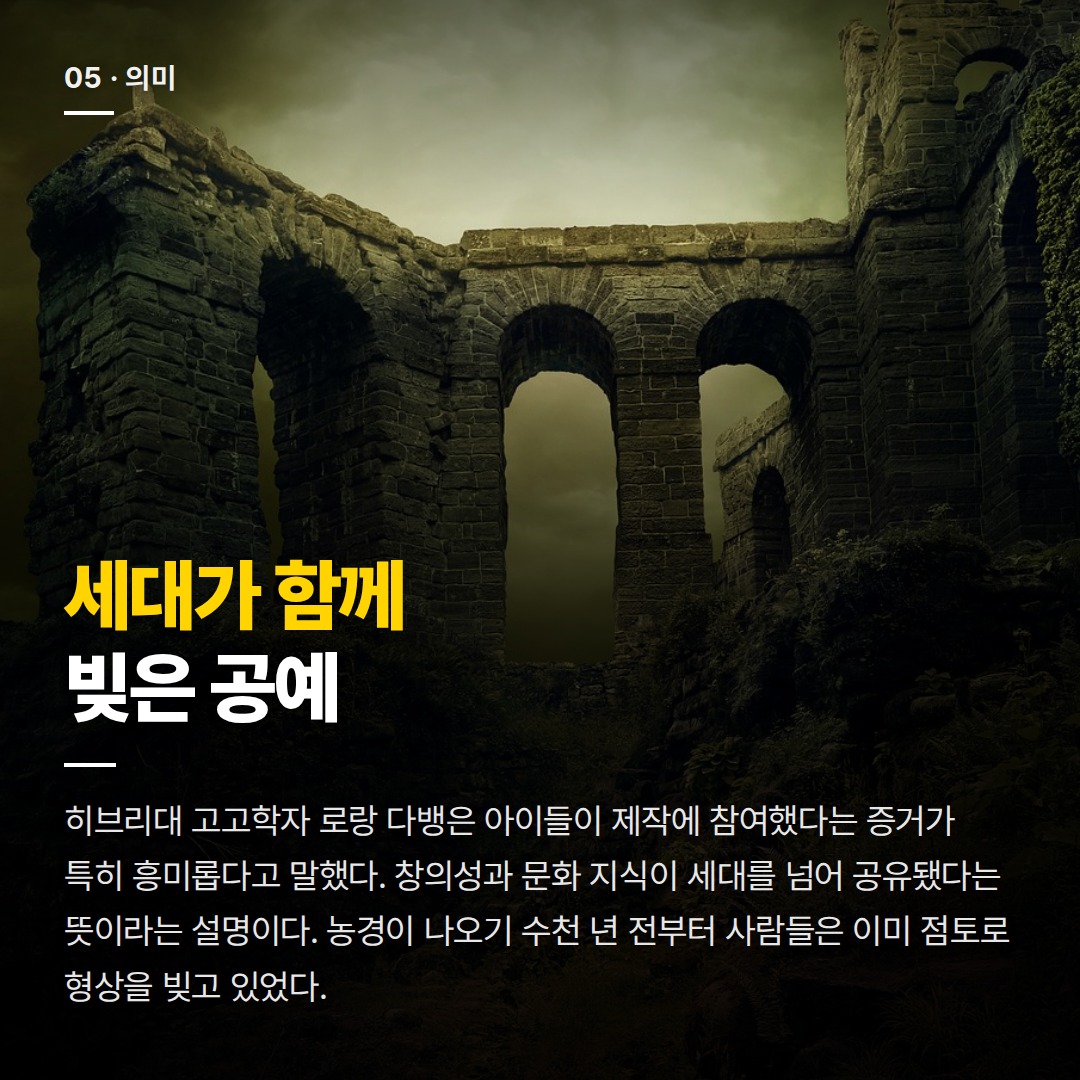 05 · 의미
세대가 함께
빚은 공예
히브리대 고고학자 로랑 다뱅은 아이들이 제작에 참여했다는 증거가
특히 흥미롭다고 말했다. 창의성과 문화 지식이 세대를 넘어 공유됐다는
뜻이라는 설명이다. 농경이 나오기 수천 년 전부터 사람들은 이미 점토로
형상을 빚고 있었다.